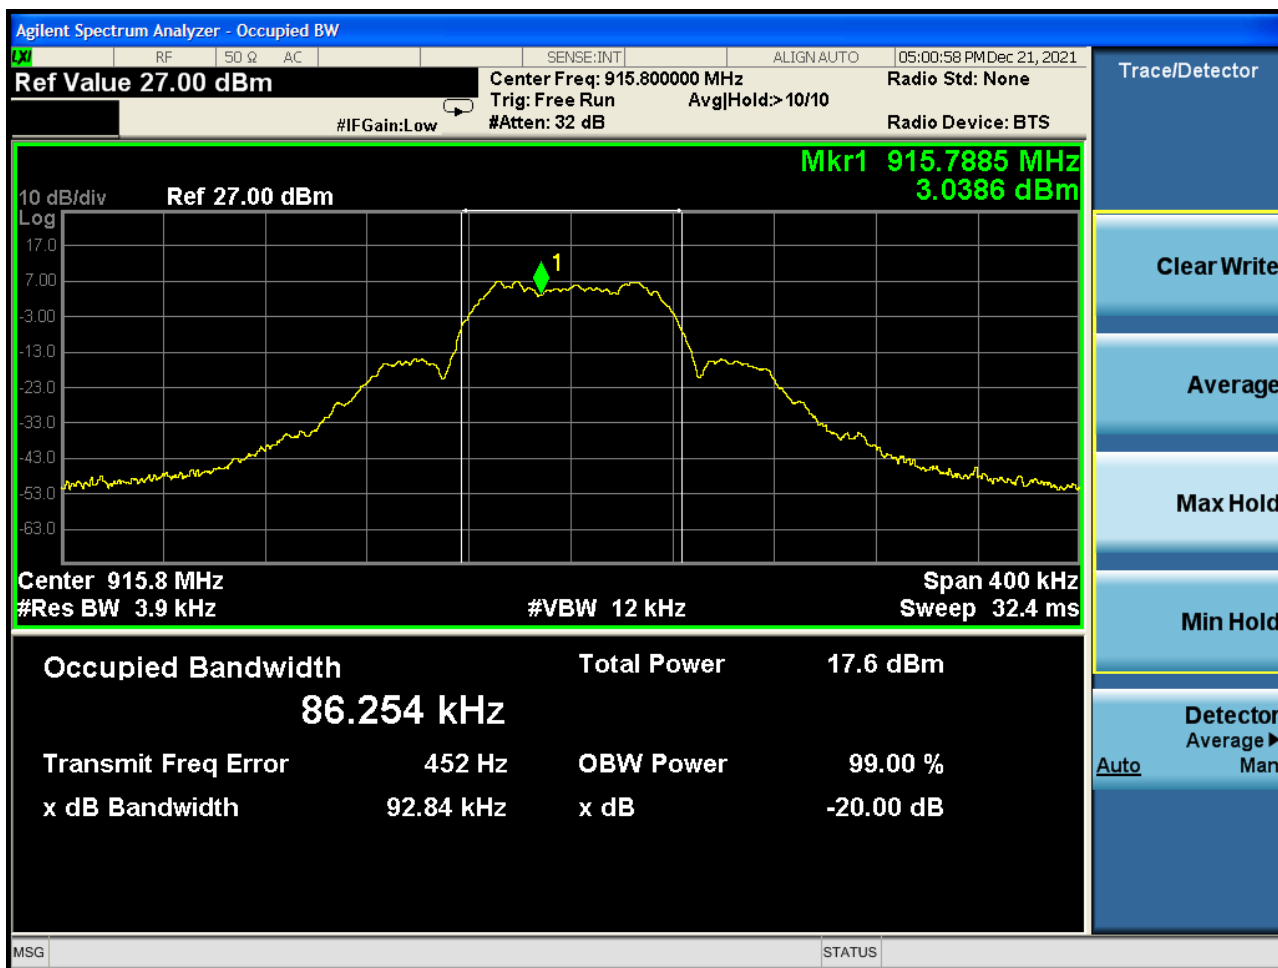 Agilent Spectrum Analyzer - Occupied BW
LXI RF 50 Ω AC SENSE:INT ALIGN AUTO 05:00:58 PM Dec 21, 2021
Ref Value 27.00 dBm
Center Freq: 915.800000 MHz Radio Std: None
Trig: Free Run Avg|Hold:>10/10
#IFGain:Low #Atten: 32 dB Radio Device: BTS
Mkr1 915.7885 MHz
3.0386 dBm
10 dB/div Ref 27.00 dBm
Log
17.0
7.00
-3.00
-13.0
-23.0
-33.0
-43.0
-53.0
-63.0
1
Center 915.8 MHz Span 400 kHz
#Res BW 3.9 kHz #VBW 12 kHz Sweep 32.4 ms
Occupied Bandwidth Total Power 17.6 dBm
86.254 kHz
Transmit Freq Error 452 Hz OBW Power 99.00 %
x dB Bandwidth 92.84 kHz x dB -20.00 dB
MSG STATUS
Trace/Detector
Clear Write
Average
Max Hold
Min Hold
Detector
Average▶
Auto Man